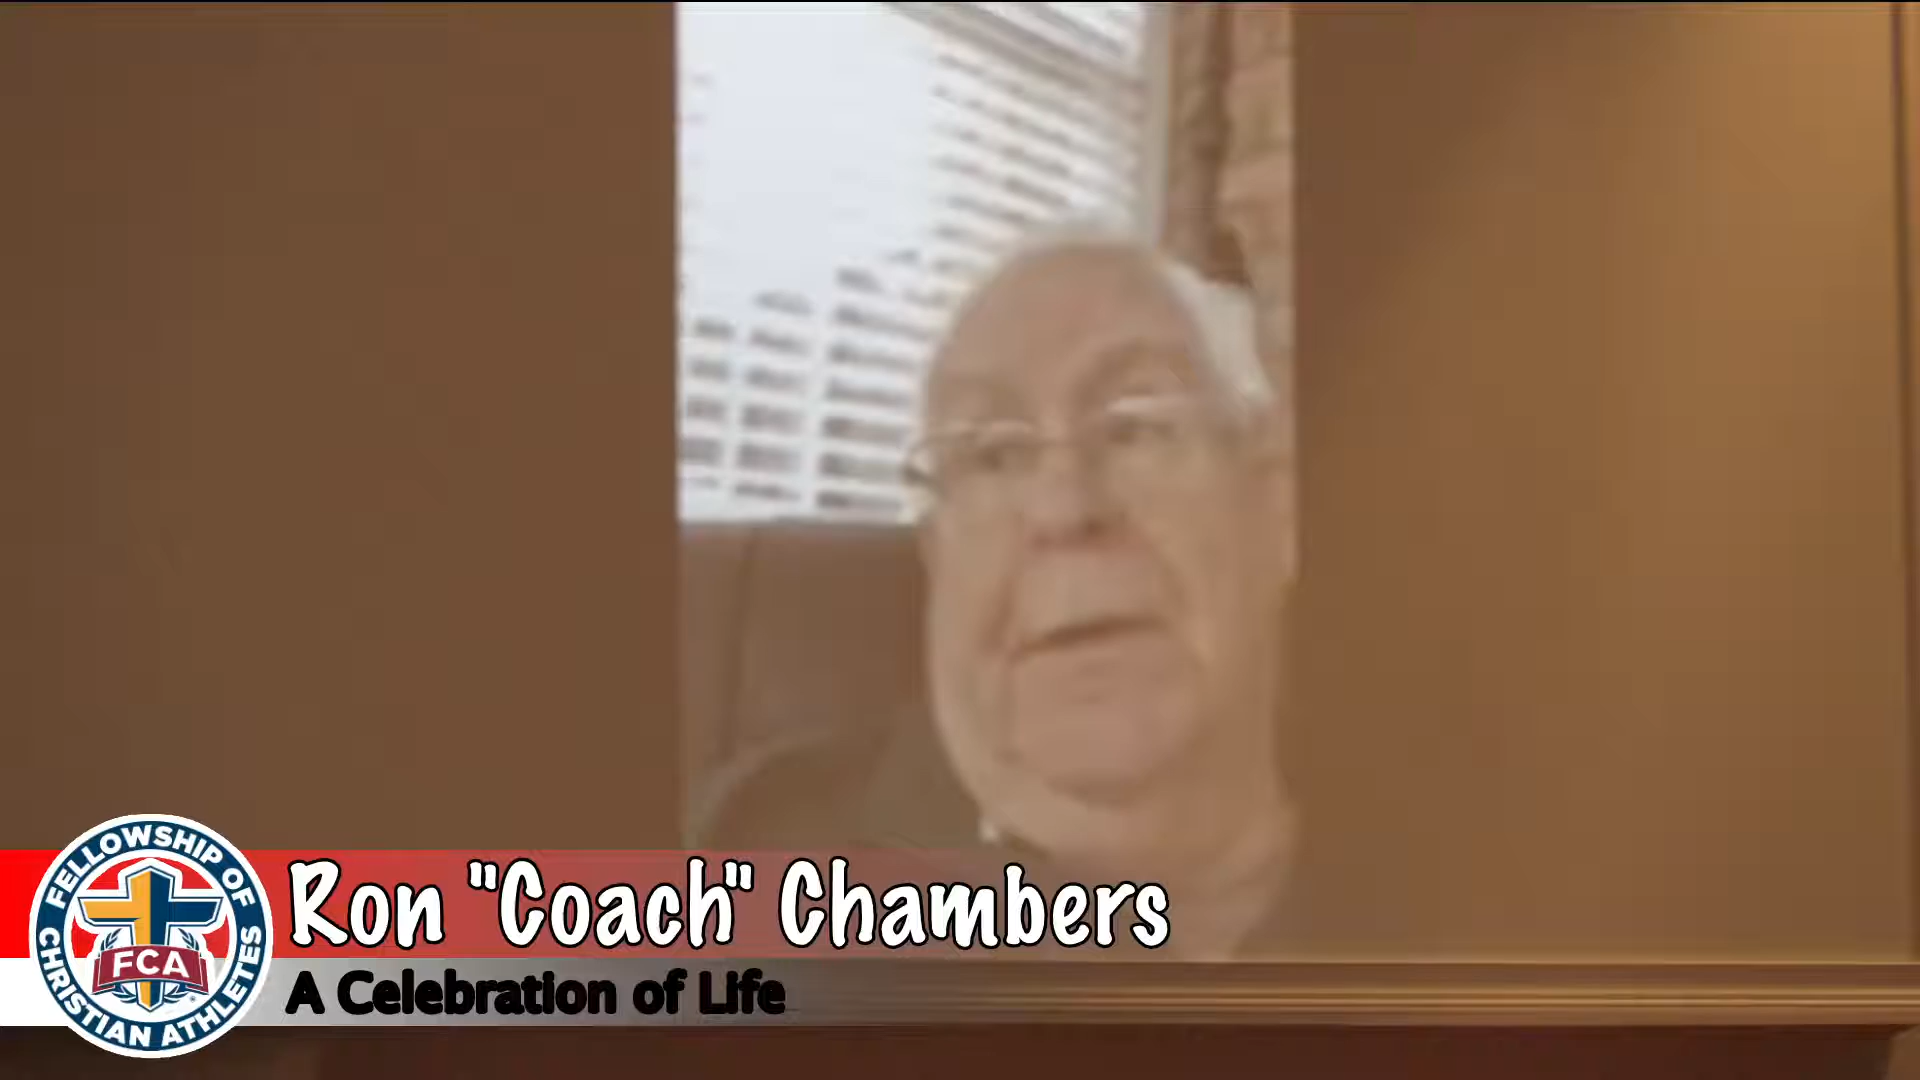 FELLOWSHIP OF
CHRISTIAN ATHLETES
FCA
Ron "Coach" Chambers
A Celebration of Life